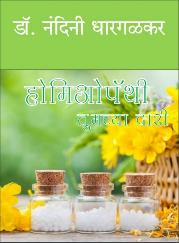 डॉ. नंदिनी धारगळकर
होमिओपॅथी
तुमच्या दारी